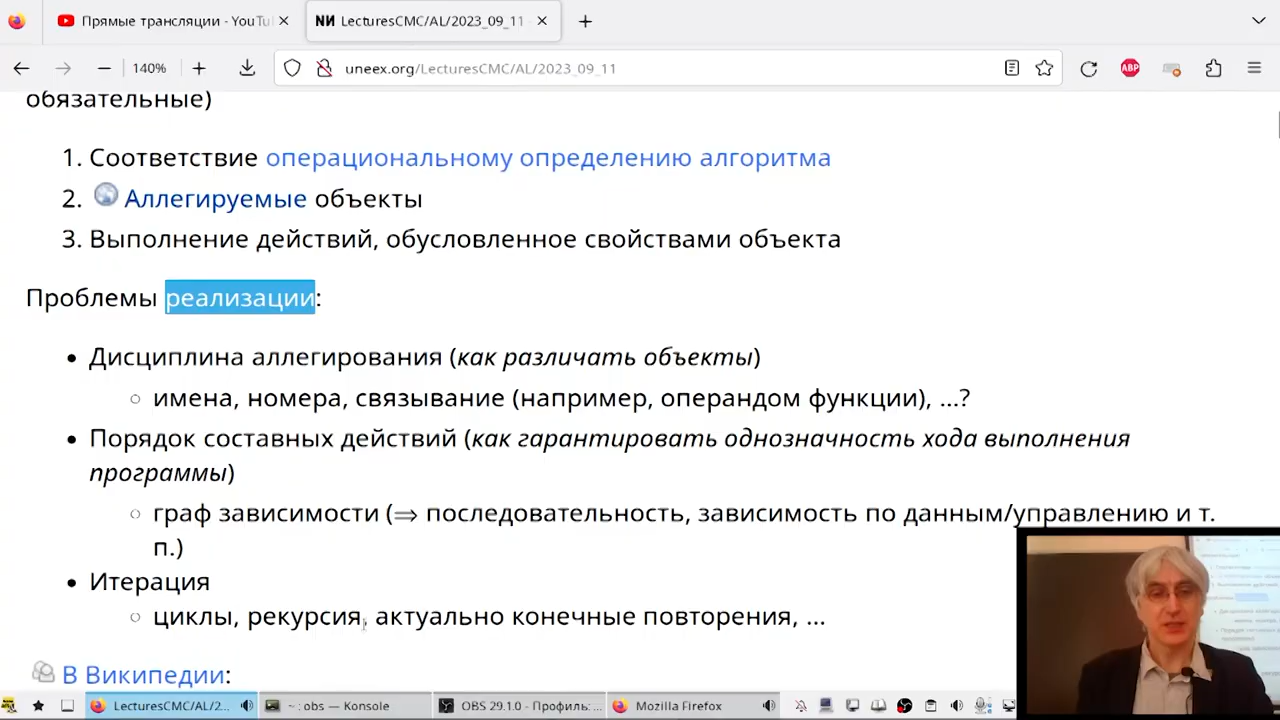 Прямые трансляции - YouTu
LecturesCMC/AL/2023_09_11
140%
uneex.org/LecturesCMC/AL/2023_09_11
ABP
обязательные)
1. Соответствие операциональному определению алгоритма
2. Аллегируемые объекты
3. Выполнение действий, обусловленное свойствами объекта
Проблемы реализации:
• Дисциплина аллегирования (как различать объекты)
○ имена, номера, связывание (например, операндом функции), ...?
• Порядок составных действий (как гарантировать однозначность хода выполнения
программы)
○ граф зависимости (⇒ последовательность, зависимость по данным/управлению и т.
п.)
• Итерация
○ циклы, рекурсия, актуально конечные повторения, ...
В Википедии:
LecturesCMC/AL/2...
~ : obs — Konsole
OBS 29.1.0 - Профиль:...
Mozilla Firefox